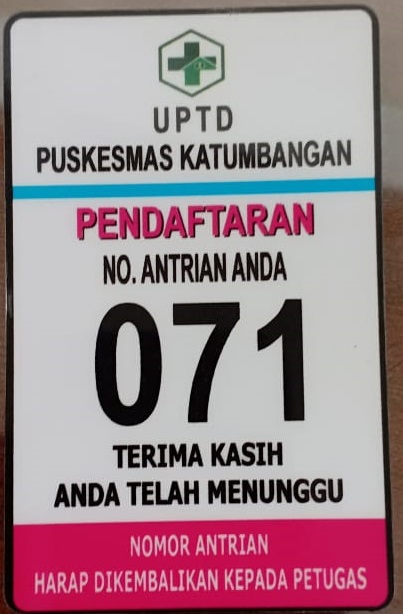 UPTD
PUSKESMAS KATUMBANGAN
PENDAFTARAN
NO. ANTRIAN ANDA
071
TERIMA KASIH
ANDA TELAH MENUNGGU
NOMOR ANTRIAN
HARAP DIKEMBALIKAN KEPADA PETUGAS